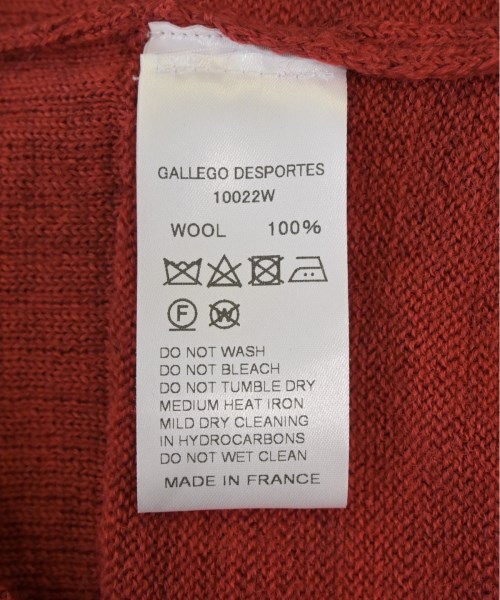 GALLEGO DESPORTES
10022W
WOOL 100%
F W
DO NOT WASH
DO NOT BLEACH
DO NOT TUMBLE DRY
MEDIUM HEAT IRON
MILD DRY CLEANING
IN HYDROCARBONS
DO NOT WET CLEAN
MADE IN FRANCE